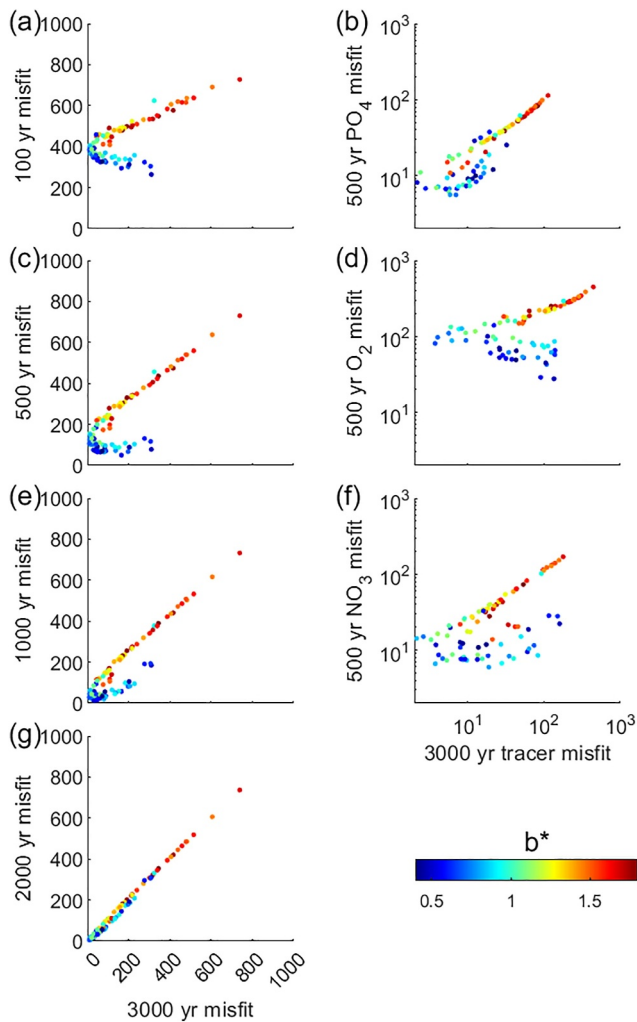 (a)
1000
800
600
400
200
0
100 yr misfit
(b)
10³
10²
10¹
500 yr PO₄ misfit
(c)
1000
800
600
400
200
0
500 yr misfit
(d)
10³
10²
10¹
500 yr O₂ misfit
(e)
1000
800
600
400
200
0
1000 yr misfit
(f)
10³
10²
10¹
500 yr NO₃ misfit
10¹ 10² 10³
3000 yr tracer misfit
(g)
1000
800
600
400
200
0
2000 yr misfit
0 200 400 600 800 1000
3000 yr misfit
b*
0.5 1 1.5